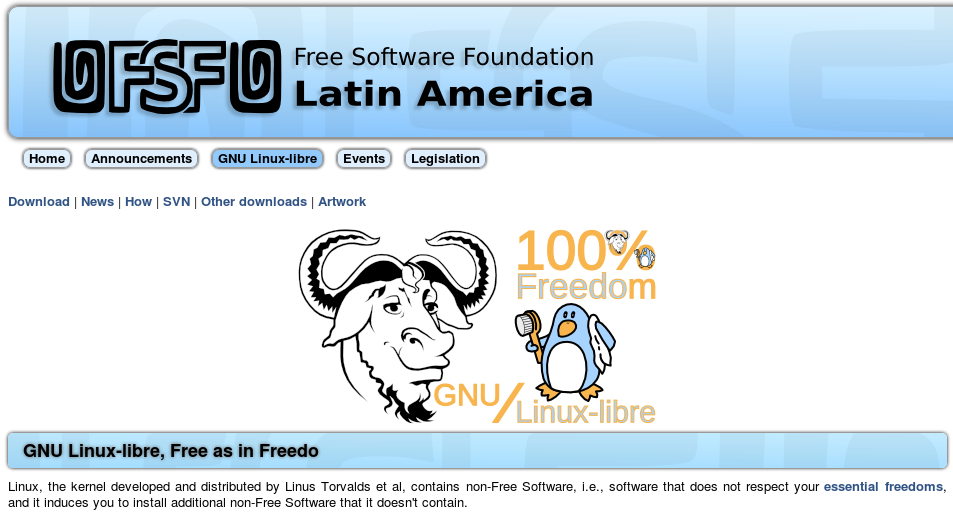 FSF
Free Software Foundation
Latin America
Home Announcements GNU Linux-libre Events Legislation
Download | News | How | SVN | Other downloads | Artwork
100%
Freedom
GNU/Linux-libre
GNU Linux-libre, Free as in Freedo
Linux, the kernel developed and distributed by Linus Torvalds et al, contains non-Free Software, i.e., software that does not respect your essential freedoms,
and it induces you to install additional non-Free Software that it doesn't contain.